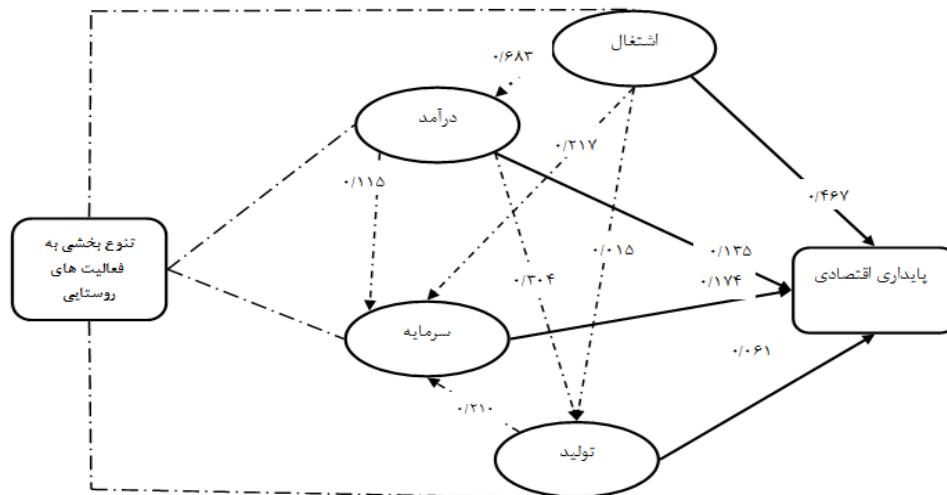 اشتغال
۰/۶۸۳
درآمد
۰/۲۱۷
۰/۱۱۵
۰/۴۶۷
تنوع بخشی به
فعالیت های
روستایی
۰/۱۳۵
۰/۰۱۵
۰/۳۰۴
۰/۱۷۴
پایداری اقتصادی
سرمایه
۰/۰۶۱
۰/۲۱۰
تولید